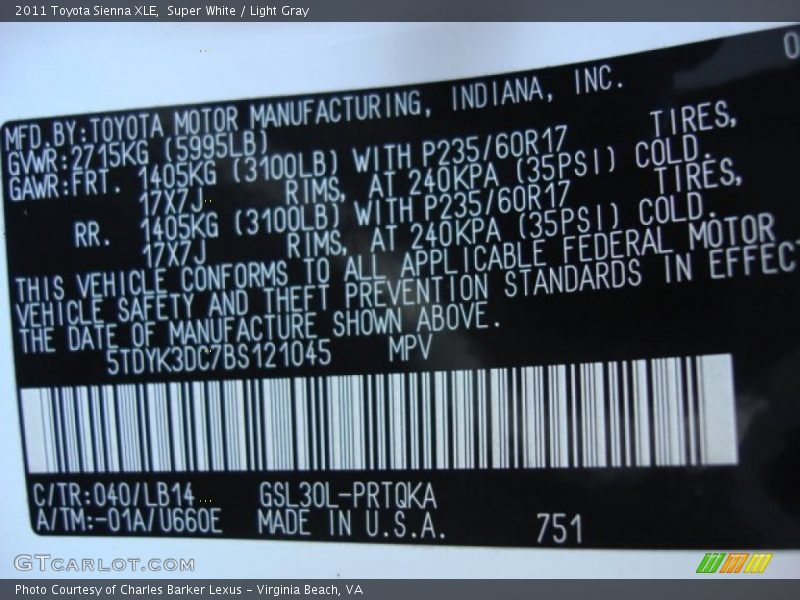 2011 Toyota Sienna XLE,  Super White / Light Gray
0
MFD.BY:TOYOTA MOTOR MANUFACTURING, INDIANA, INC.
GVWR:2715KG (5995LB)
GAWR:FRT. 1405KG (3100LB) WITH P235/60R17 TIRES,
17X7J RIMS, AT 240KPA (35PSI) COLD.
RR. 1405KG (3100LB) WITH P235/60R17 TIRES,
17X7J RIMS, AT 240KPA (35PSI) COLD.
THIS VEHICLE CONFORMS TO ALL APPLICABLE FEDERAL MOTOR
VEHICLE SAFETY AND THEFT PREVENTION STANDARDS IN EFFEC
THE DATE OF MANUFACTURE SHOWN ABOVE.
5TDYK3DC7BS121045 MPV
C/TR:040/LB14 GSL30L-PRTQKA
A/TM:-01A/U660E MADE IN U.S.A. 751
GTCARLOT.COM
Photo Courtesy of Charles Barker Lexus - Virginia Beach, VA